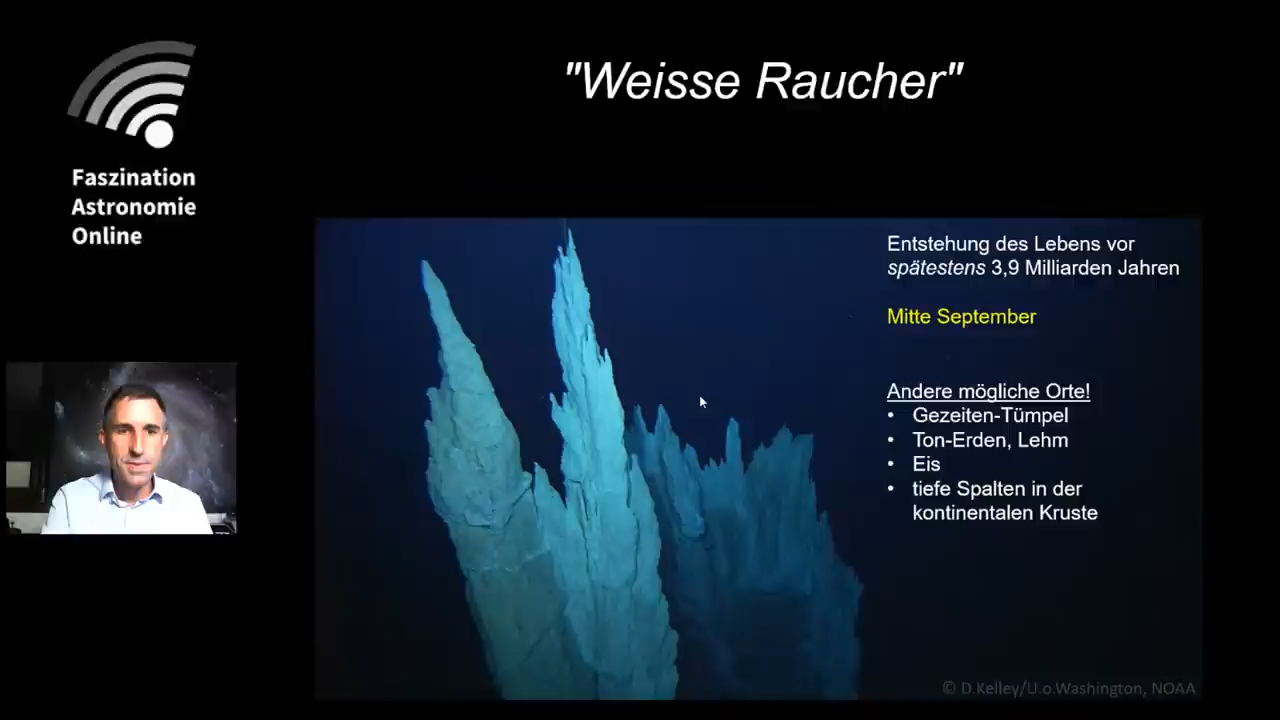 "Weisse Raucher"
Faszination
Astronomie
Online
Entstehung des Lebens vor
spätestens 3,9 Milliarden Jahren
Mitte September
Andere mögliche Orte!
• Gezeiten-Tümpel
• Ton-Erden, Lehm
• Eis
• tiefe Spalten in der
kontinentalen Kruste
© D.Kelley/U.o.Washington, NOAA